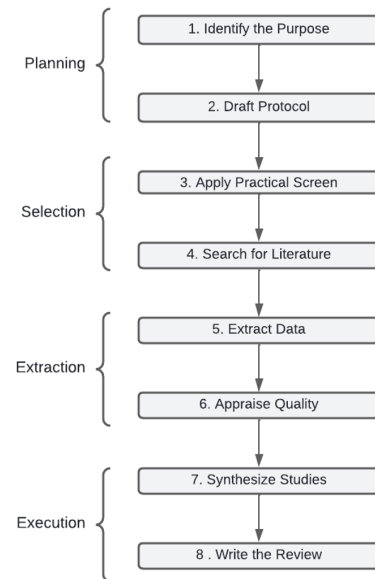 Planning
1. Identify the Purpose
2. Draft Protocol
Selection
3. Apply Practical Screen
4. Search for Literature
Extraction
5. Extract Data
6. Appraise Quality
Execution
7. Synthesize Studies
8 . Write the Review